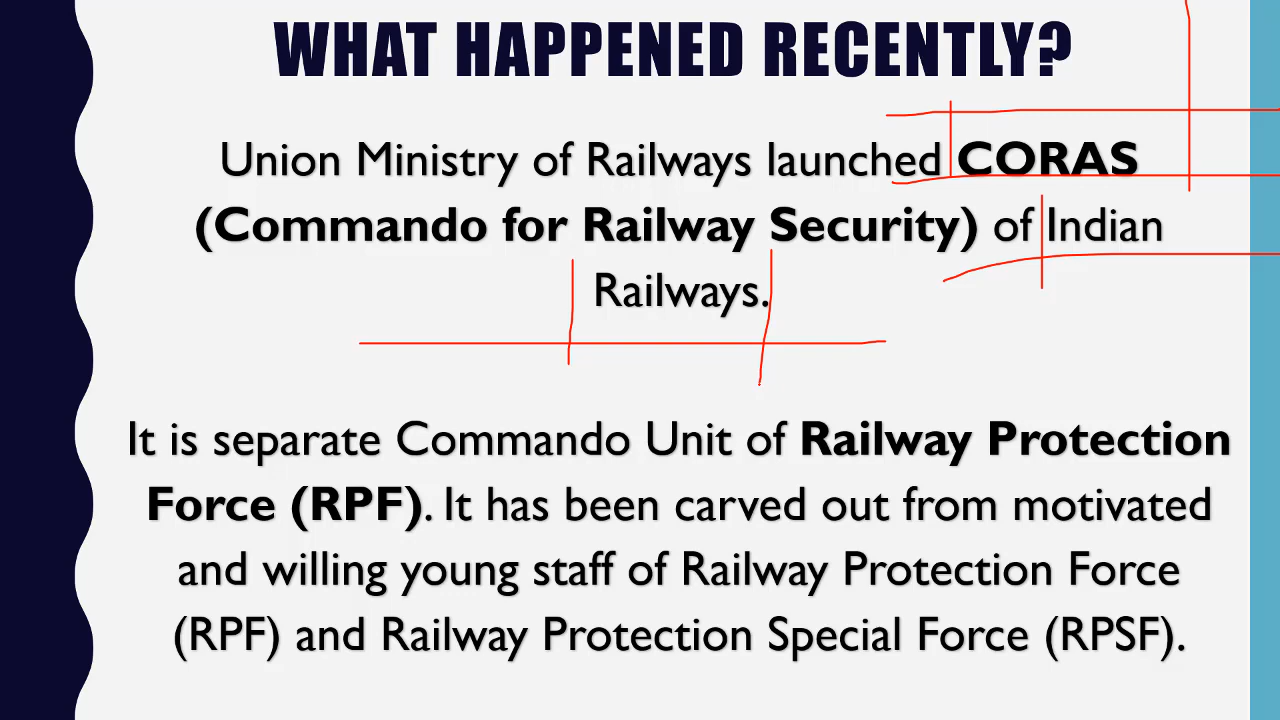 WHAT HAPPENED RECENTLY?
Union Ministry of Railways launched CORAS
(Commando for Railway Security) of Indian
Railways.
It is separate Commando Unit of Railway Protection
Force (RPF). It has been carved out from motivated
and willing young staff of Railway Protection Force
(RPF) and Railway Protection Special Force (RPSF).